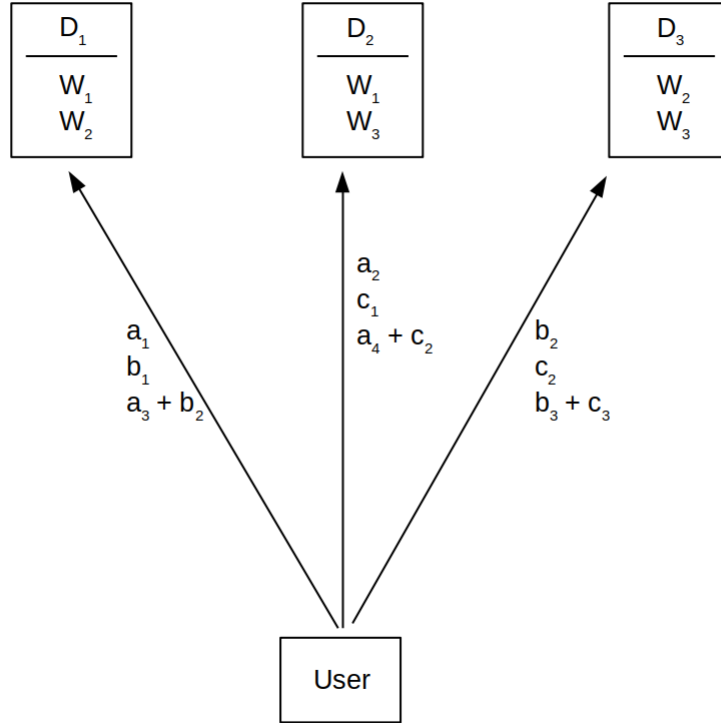 D₁
W₁
W₂
D₂
W₁
W₃
D₃
W₂
W₃
a₁
b₁
a₃ + b₂
a₂
c₁
a₄ + c₂
b₂
c₂
b₃ + c₃
User